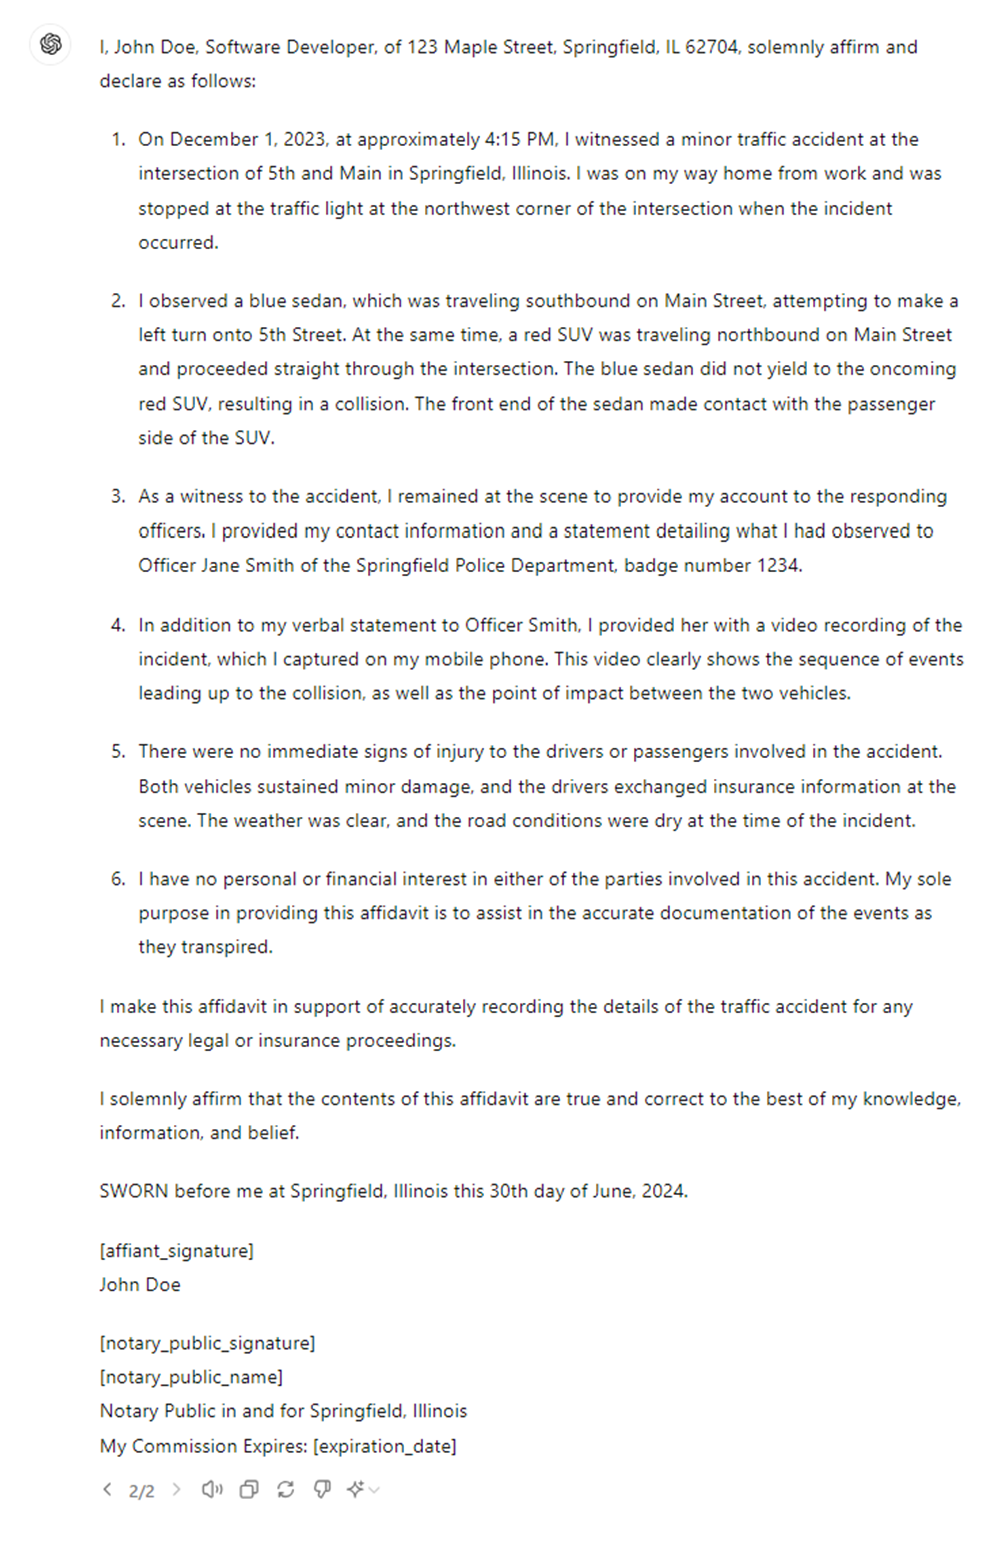 I, John Doe, Software Developer, of 123 Maple Street, Springfield, IL 62704, solemnly affirm and
declare as follows:
1. On December 1, 2023, at approximately 4:15 PM, I witnessed a minor traffic accident at the
intersection of 5th and Main in Springfield, Illinois. I was on my way home from work and was
stopped at the traffic light at the northwest corner of the intersection when the incident
occurred.
2. I observed a blue sedan, which was traveling southbound on Main Street, attempting to make a
left turn onto 5th Street. At the same time, a red SUV was traveling northbound on Main Street
and proceeded straight through the intersection. The blue sedan did not yield to the oncoming
red SUV, resulting in a collision. The front end of the sedan made contact with the passenger
side of the SUV.
3. As a witness to the accident, I remained at the scene to provide my account to the responding
officers. I provided my contact information and a statement detailing what I had observed to
Officer Jane Smith of the Springfield Police Department, badge number 1234.
4. In addition to my verbal statement to Officer Smith, I provided her with a video recording of the
incident, which I captured on my mobile phone. This video clearly shows the sequence of events
leading up to the collision, as well as the point of impact between the two vehicles.
5. There were no immediate signs of injury to the drivers or passengers involved in the accident.
Both vehicles sustained minor damage, and the drivers exchanged insurance information at the
scene. The weather was clear, and the road conditions were dry at the time of the incident.
6. I have no personal or financial interest in either of the parties involved in this accident. My sole
purpose in providing this affidavit is to assist in the accurate documentation of the events as
they transpired.
I make this affidavit in support of accurately recording the details of the traffic accident for any
necessary legal or insurance proceedings.
I solemnly affirm that the contents of this affidavit are true and correct to the best of my knowledge,
information, and belief.
SWORN before me at Springfield, Illinois this 30th day of June, 2024.
[affiant_signature]
John Doe
[notary_public_signature]
[notary_public_name]
Notary Public in and for Springfield, Illinois
My Commission Expires: [expiration_date]
2/2